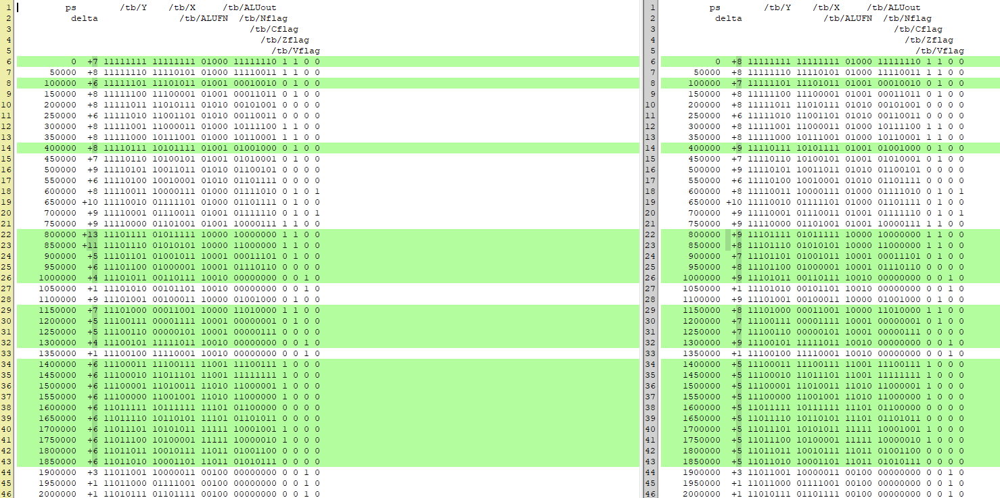 1 ps /tb/Y /tb/X /tb/ALUout
2 delta /tb/ALUFN /tb/Nflag
3 /tb/Cflag
4 /tb/Zflag
5 /tb/Vflag
6 0 +7 11111111 11111111 01000 11111110 1 1 0 0
7 50000 +8 11111110 11110101 01000 11110011 1 1 0 0
8 100000 +6 11111101 11101011 01001 00010010 0 1 0 0
9 150000 +8 11111100 11100001 01001 00011011 0 1 0 0
10 200000 +8 11111011 11010111 01010 00101001 0 0 0 0
11 250000 +6 11111010 11001101 01010 00110011 0 0 0 0
12 300000 +8 11111001 11000011 01000 10111100 1 1 0 0
13 350000 +8 11111000 10111001 01000 10110001 1 1 0 0
14 400000 +8 11110111 10101111 01001 01001000 0 1 0 0
15 450000 +7 11110110 10100101 01001 01010001 0 1 0 0
16 500000 +9 11110101 10011011 01010 01100101 0 0 0 0
17 550000 +6 11110100 10010001 01010 01101111 0 0 0 0
18 600000 +8 11110011 10000111 01000 01111010 0 1 0 1
19 650000 +10 11110010 01111101 01000 01101111 0 1 0 0
20 700000 +9 11110001 01110011 01001 01111110 0 1 0 1
21 750000 +9 11110000 01101001 01001 10000111 1 1 0 0
22 800000 +13 11101111 01011111 10000 10000000 1 1 0 0
23 850000 +11 11101110 01010101 10000 11000000 1 1 0 0
24 900000 +5 11101101 01001011 10001 00011101 0 1 0 0
25 950000 +6 11101100 01000001 10001 01110110 0 0 0 0
26 1000000 +4 11101011 00110111 10010 00000000 0 0 1 0
27 1050000 +1 11101010 00101101 10010 00000000 0 0 1 0
28 1100000 +9 11101001 00100011 10000 01001000 0 1 0 0
29 1150000 +7 11101000 00011001 10000 11010000 1 1 0 0
30 1200000 +5 11100111 00001111 10001 00000001 0 1 0 0
31 1250000 +5 11100110 00000101 10001 00000111 0 0 0 0
32 1300000 +4 11100101 11111011 10010 00000000 0 0 1 0
33 1350000 +1 11100100 11110001 10010 00000000 0 0 1 0
34 1400000 +6 11100011 11100111 11001 11100111 1 0 0 0
35 1450000 +6 11100010 11011101 11001 11111111 1 0 0 0
36 1500000 +6 11100001 11010011 11010 11000001 1 0 0 0
37 1550000 +6 11100000 11001001 11010 11000000 1 0 0 0
38 1600000 +6 11011111 10111111 11101 01100000 0 0 0 0
39 1650000 +6 11011110 10110101 11101 01101011 0 0 0 0
40 1700000 +6 11011101 10101011 11111 10001001 1 0 0 0
41 1750000 +6 11011100 10100001 11111 10000010 1 0 0 0
42 1800000 +6 11011011 10010111 11011 01001100 0 0 0 0
43 1850000 +6 11011010 10001101 11011 01010111 0 0 0 0
44 1900000 +3 11011001 10000011 00100 00000000 0 0 1 0
45 1950000 +1 11011000 01111001 00100 00000000 0 0 1 0
46 2000000 +1 11010111 01101111 00100 00000000 0 0 1 0
1 ps /tb/Y /tb/X /tb/ALUout
2 delta /tb/ALUFN /tb/Nflag
3 /tb/Cflag
4 /tb/Zflag
5 /tb/Vflag
6 0 +8 11111111 11111111 01000 11111110 1 1 0 0
7 50000 +8 11111110 11110101 01000 11110011 1 1 0 0
8 100000 +7 11111101 11101011 01001 00010010 0 1 0 0
9 150000 +8 11111100 11100001 01001 00011011 0 1 0 0
10 200000 +8 11111011 11010111 01010 00101001 0 0 0 0
11 250000 +6 11111010 11001101 01010 00110011 0 0 0 0
12 300000 +8 11111001 11000011 01000 10111100 1 1 0 0
13 350000 +8 11111000 10111001 01000 10110001 1 1 0 0
14 400000 +9 11110111 10101111 01001 01001000 0 1 0 0
15 450000 +7 11110110 10100101 01001 01010001 0 1 0 0
16 500000 +9 11110101 10011011 01010 01100101 0 0 0 0
17 550000 +6 11110100 10010001 01010 01101111 0 0 0 0
18 600000 +8 11110011 10000111 01000 01111010 0 1 0 1
19 650000 +10 11110010 01111101 01000 01101111 0 1 0 0
20 700000 +9 11110001 01110011 01001 01111110 0 1 0 1
21 750000 +9 11110000 01101001 01001 10000111 1 1 0 0
22 800000 +9 11101111 01011111 10000 10000000 1 1 0 0
23 850000 +8 11101110 01010101 10000 11000000 1 1 0 0
24 900000 +7 11101101 01001011 10001 00011101 0 1 0 0
25 950000 +8 11101100 01000001 10001 01110110 0 0 0 0
26 1000000 +9 11101011 00110111 10010 00000000 0 0 1 0
27 1050000 +1 11101010 00101101 10010 00000000 0 0 1 0
28 1100000 +9 11101001 00100011 10000 01001000 0 1 0 0
29 1150000 +8 11101000 00011001 10000 11010000 1 1 0 0
30 1200000 +7 11100111 00001111 10001 00000001 0 1 0 0
31 1250000 +7 11100110 00000101 10001 00000111 0 0 0 0
32 1300000 +9 11100101 11111011 10010 00000000 0 0 1 0
33 1350000 +1 11100100 11110001 10010 00000000 0 0 1 0
34 1400000 +5 11100011 11100111 11001 11100111 1 0 0 0
35 1450000 +5 11100010 11011101 11001 11111111 1 0 0 0
36 1500000 +5 11100001 11010011 11010 11000001 1 0 0 0
37 1550000 +5 11100000 11001001 11010 11000000 1 0 0 0
38 1600000 +5 11011111 10111111 11101 01100000 0 0 0 0
39 1650000 +5 11011110 10110101 11101 01101011 0 0 0 0
40 1700000 +5 11011101 10101011 11111 10001001 1 0 0 0
41 1750000 +5 11011100 10100001 11111 10000010 1 0 0 0
42 1800000 +5 11011011 10010111 11011 01001100 0 0 0 0
43 1850000 +5 11011010 10001101 11011 01010111 0 0 0 0
44 1900000 +3 11011001 10000011 00100 00000000 0 0 1 0
45 1950000 +1 11011000 01111001 00100 00000000 0 0 1 0
46 2000000 +1 11010111 01101111 00100 00000000 0 0 1 0